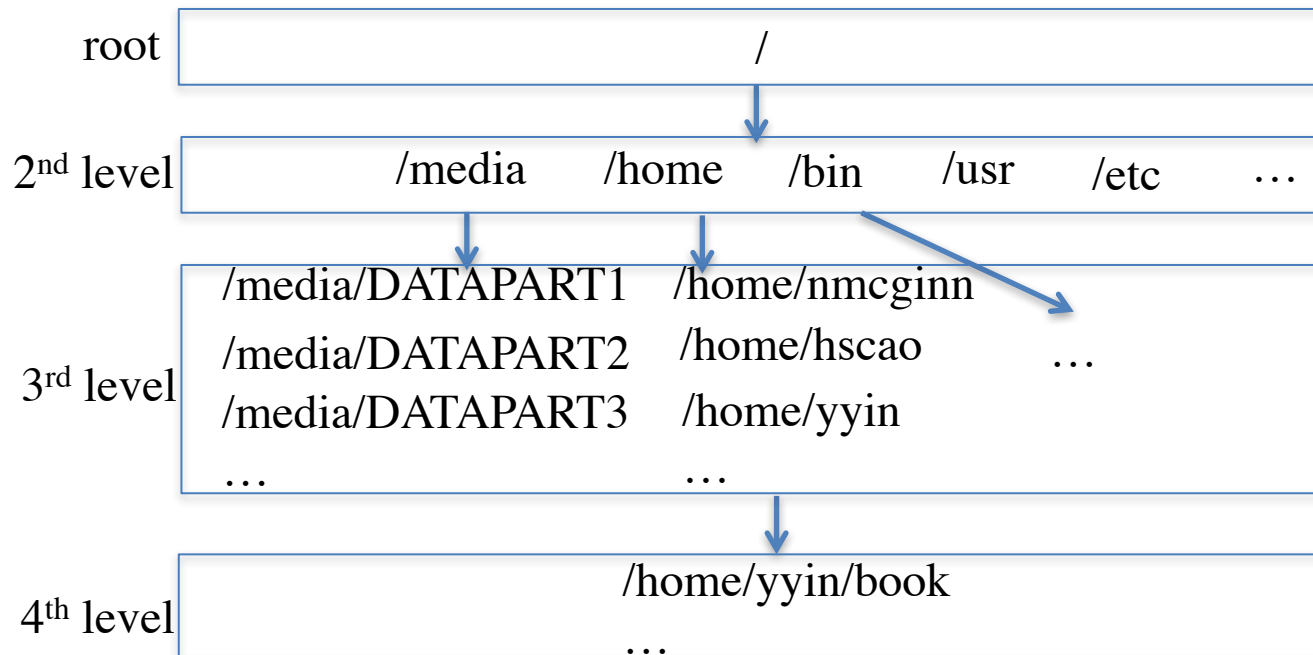 root /
2nd level /media /home /bin /usr /etc …
3rd level
/media/DATAPART1 /home/nmcginn
/media/DATAPART2 /home/hscao …
/media/DATAPART3 /home/yyin
… …
4th level
/home/yyin/book
…